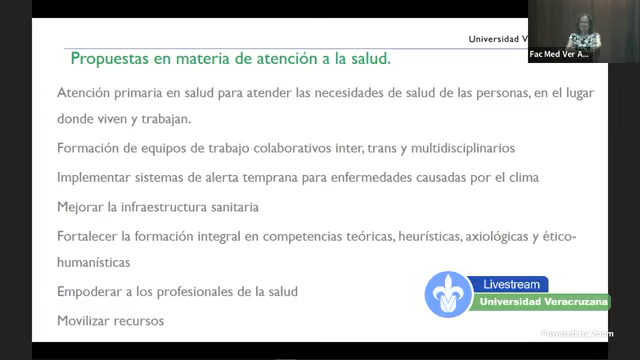 Universidad V
Fac Med Ver A...
Propuestas en materia de atención a la salud.
Atención primaria en salud para atender las necesidades de salud de las personas, en el lugar
donde viven y trabajan.
Formación de equipos de trabajo colaborativos inter, trans y multidisciplinarios
Implementar sistemas de alerta temprana para enfermedades causadas por el clima
Mejorar la infraestructura sanitaria
Fortalecer la formación integral en competencias teóricas, heurísticas, axiológicas y ético-
humanísticas
Empoderar a los profesionales de la salud
Movilizar recursos
Livestream
Universidad Veracruzana
Powered by Zoom